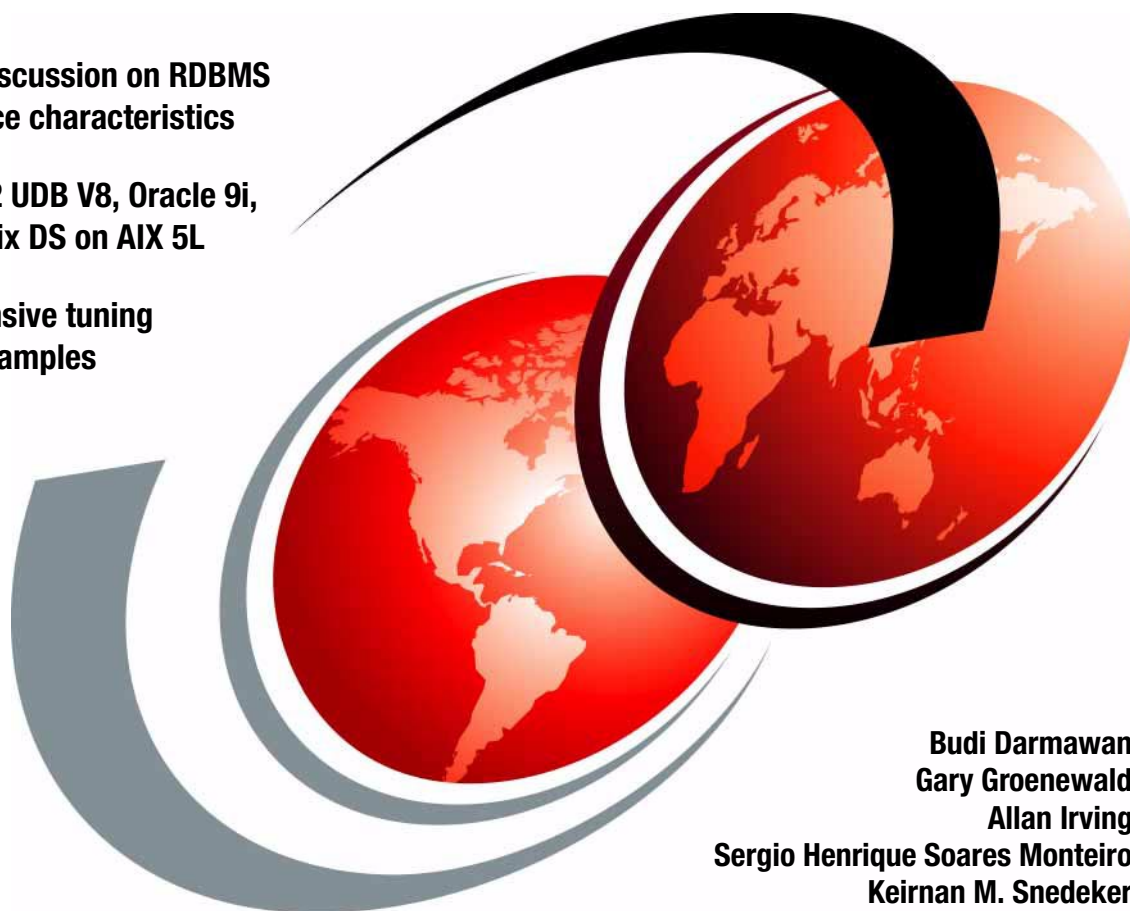 scussion on RDBMS
ce characteristics
2 UDB V8, Oracle 9i,
ix DS on AIX 5L
nsive tuning
amples
Budi Darmawan
Gary Groenewald
Allan Irving
Sergio Henrique Soares Monteiro
Keirnan M. Snedeker